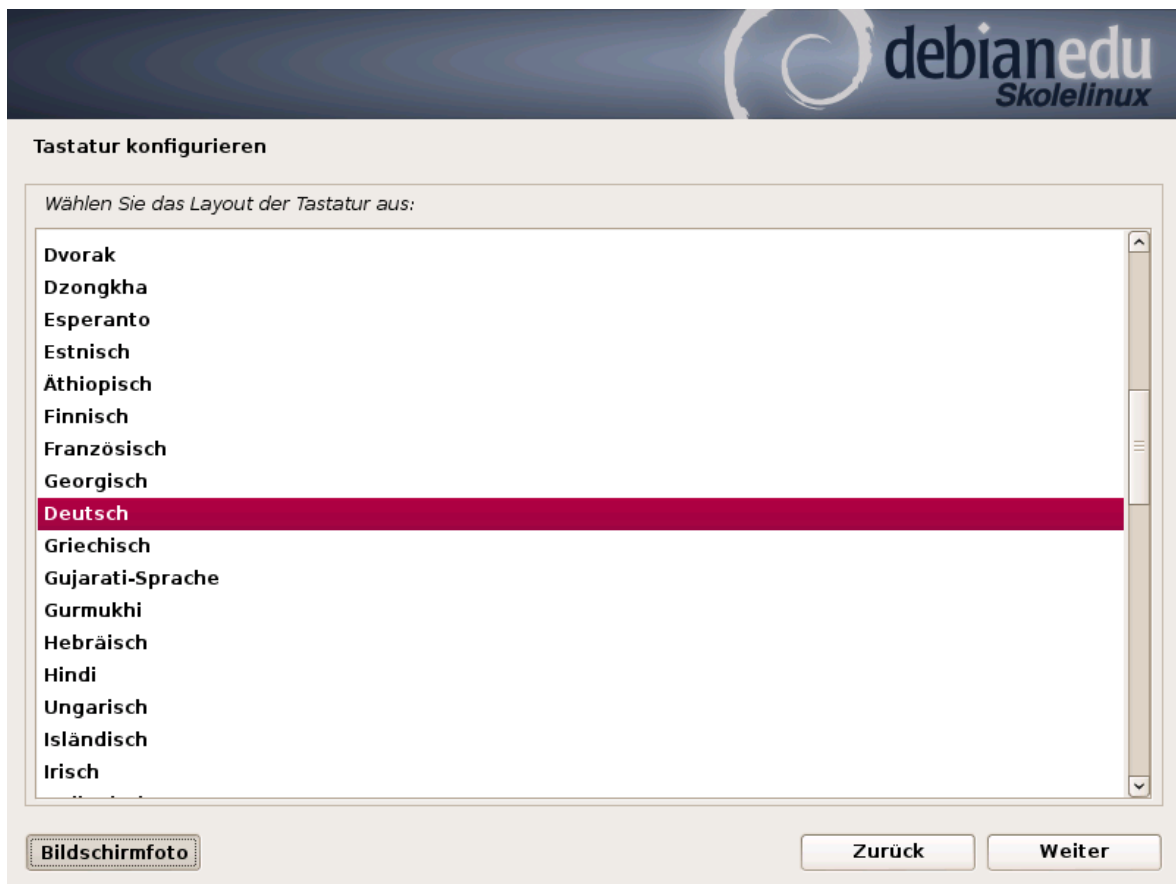 debianedu
Skolelinux
Tastatur konfigurieren
Wählen Sie das Layout der Tastatur aus:
Dvorak
Dzongkha
Esperanto
Estnisch
Äthiopisch
Finnisch
Französisch
Georgisch
Deutsch
Griechisch
Gujarati-Sprache
Gurmukhi
Hebräisch
Hindi
Ungarisch
Isländisch
Irisch
Bildschirmfoto
Zurück
Weiter